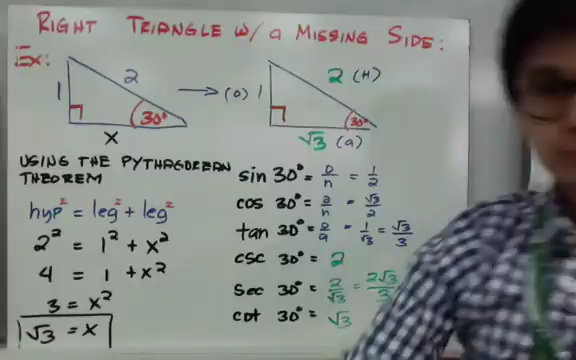 RIGHT TRIANGLE W/ a MISSING SIDE:
Ex:
1 2 30° x
→ (O) 1 2 (H) 30° √3 (a)
USING THE PYTHAGOREAN
THEOREM
hyp² = leg² + leg²
2² = 1² + x²
4 = 1 + x²
3 = x²
√3 = x
sin 30° = O/h = 1/2
cos 30° = a/h = √3/2
tan 30° = O/a = 1/√3 = √3/3
csc 30° = 2
sec 30° = 2/√3 = 2√3/3
cot 30° = √3